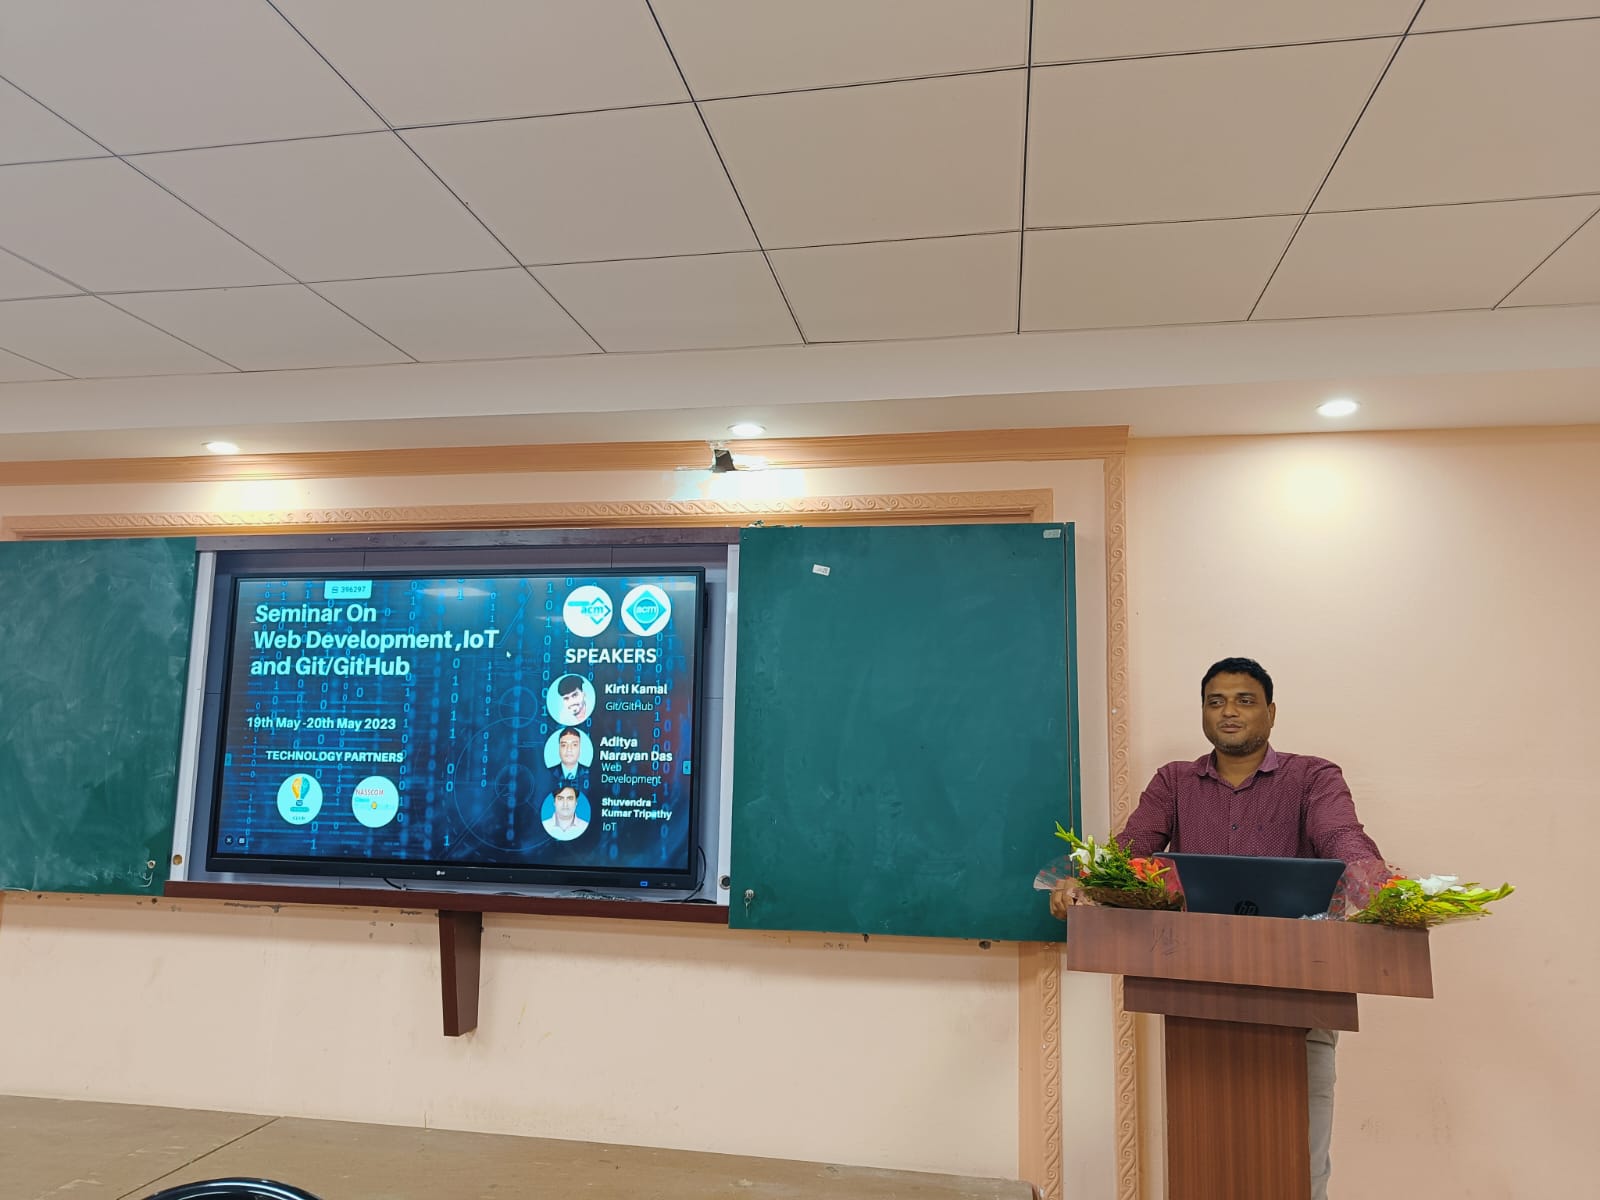 396297
Seminar On
Web Development ,IoT
and Git/GitHub
19th May -20th May 2023
TECHNOLOGY PARTNERS
NASSCOM
acm
acm
SPEAKERS
Kirti Kamal
Git/GitHub
Aditya
Narayan Das
Web
Development
Shuvendra
Kumar Tripathy
IoT
LG
hp